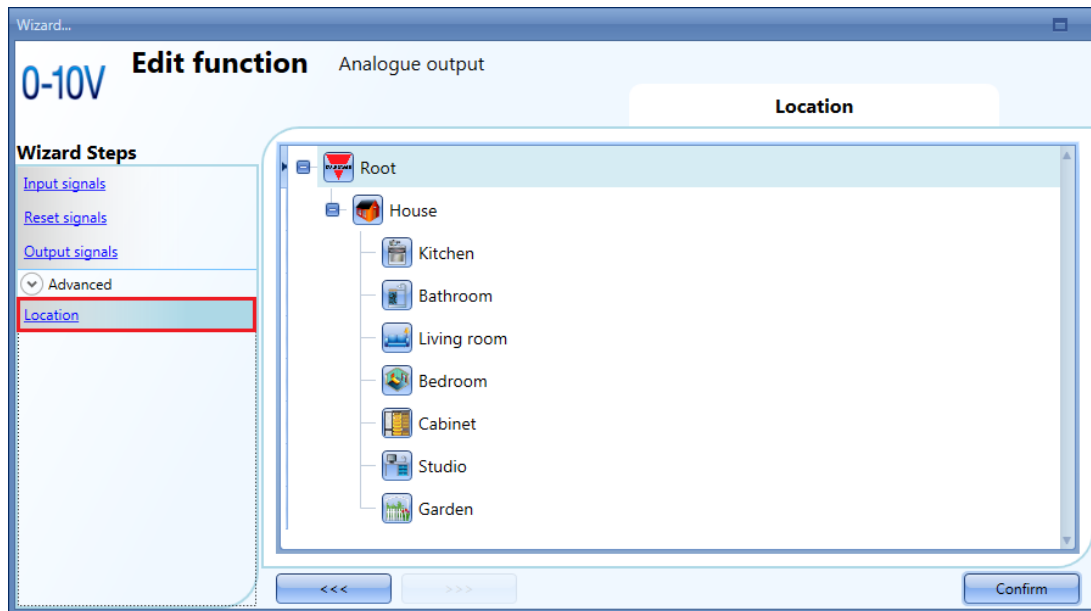 Wizard...
0-10V
Edit function
Analogue output
Location
Wizard Steps
Input signals
Reset signals
Output signals
Advanced
Location
Root
House
Kitchen
Bathroom
Living room
Bedroom
Cabinet
Studio
Garden
<<<
>>>
Confirm